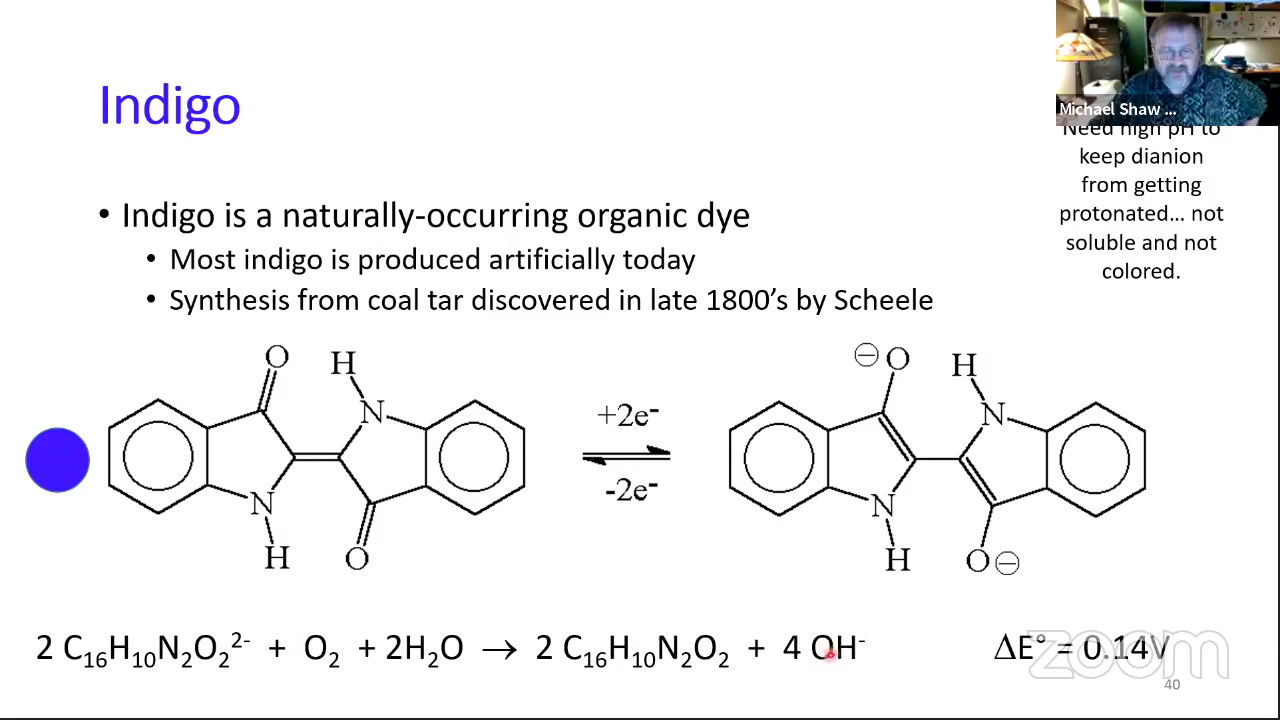 Indigo
Michael Shaw ...
Need high pH to
keep dianion
from getting
protonated... not
soluble and not
colored.
• Indigo is a naturally-occurring organic dye
• Most indigo is produced artificially today
• Synthesis from coal tar discovered in late 1800’s by Scheele
O H ⊖ O H
N N
+2e-
-2e-
N N
H O H O ⊖
2 C₁₆H₁₀N₂O₂²⁻ + O₂ + 2H₂O → 2 C₁₆H₁₀N₂O₂ + 4 OH⁻ ΔE° = 0.14V
zoom
40